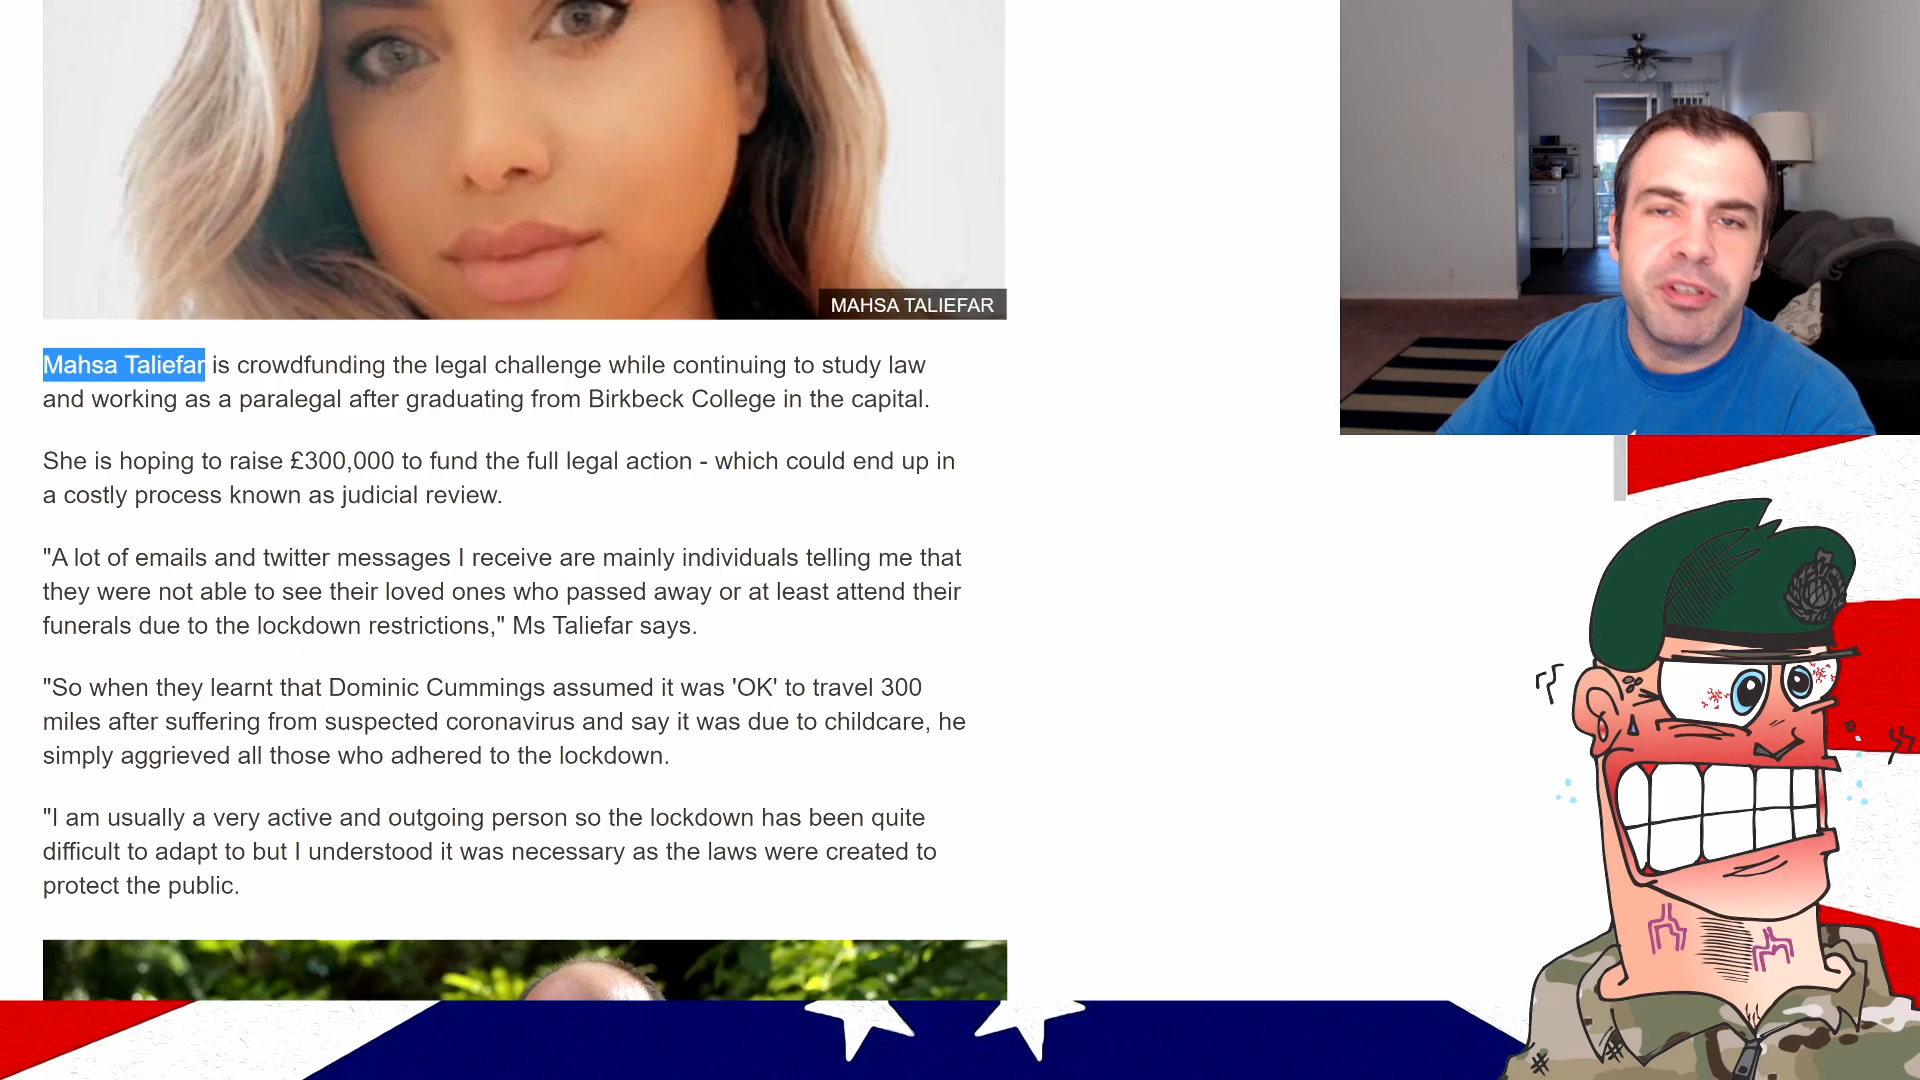 MAHSA TALIEFAR
Mahsa Taliefar is crowdfunding the legal challenge while continuing to study law
and working as a paralegal after graduating from Birkbeck College in the capital.
She is hoping to raise £300,000 to fund the full legal action - which could end up in
a costly process known as judicial review.
"A lot of emails and twitter messages I receive are mainly individuals telling me that
they were not able to see their loved ones who passed away or at least attend their
funerals due to the lockdown restrictions," Ms Taliefar says.
"So when they learnt that Dominic Cummings assumed it was 'OK' to travel 300
miles after suffering from suspected coronavirus and say it was due to childcare, he
simply aggrieved all those who adhered to the lockdown.
"I am usually a very active and outgoing person so the lockdown has been quite
difficult to adapt to but I understood it was necessary as the laws were created to
protect the public.